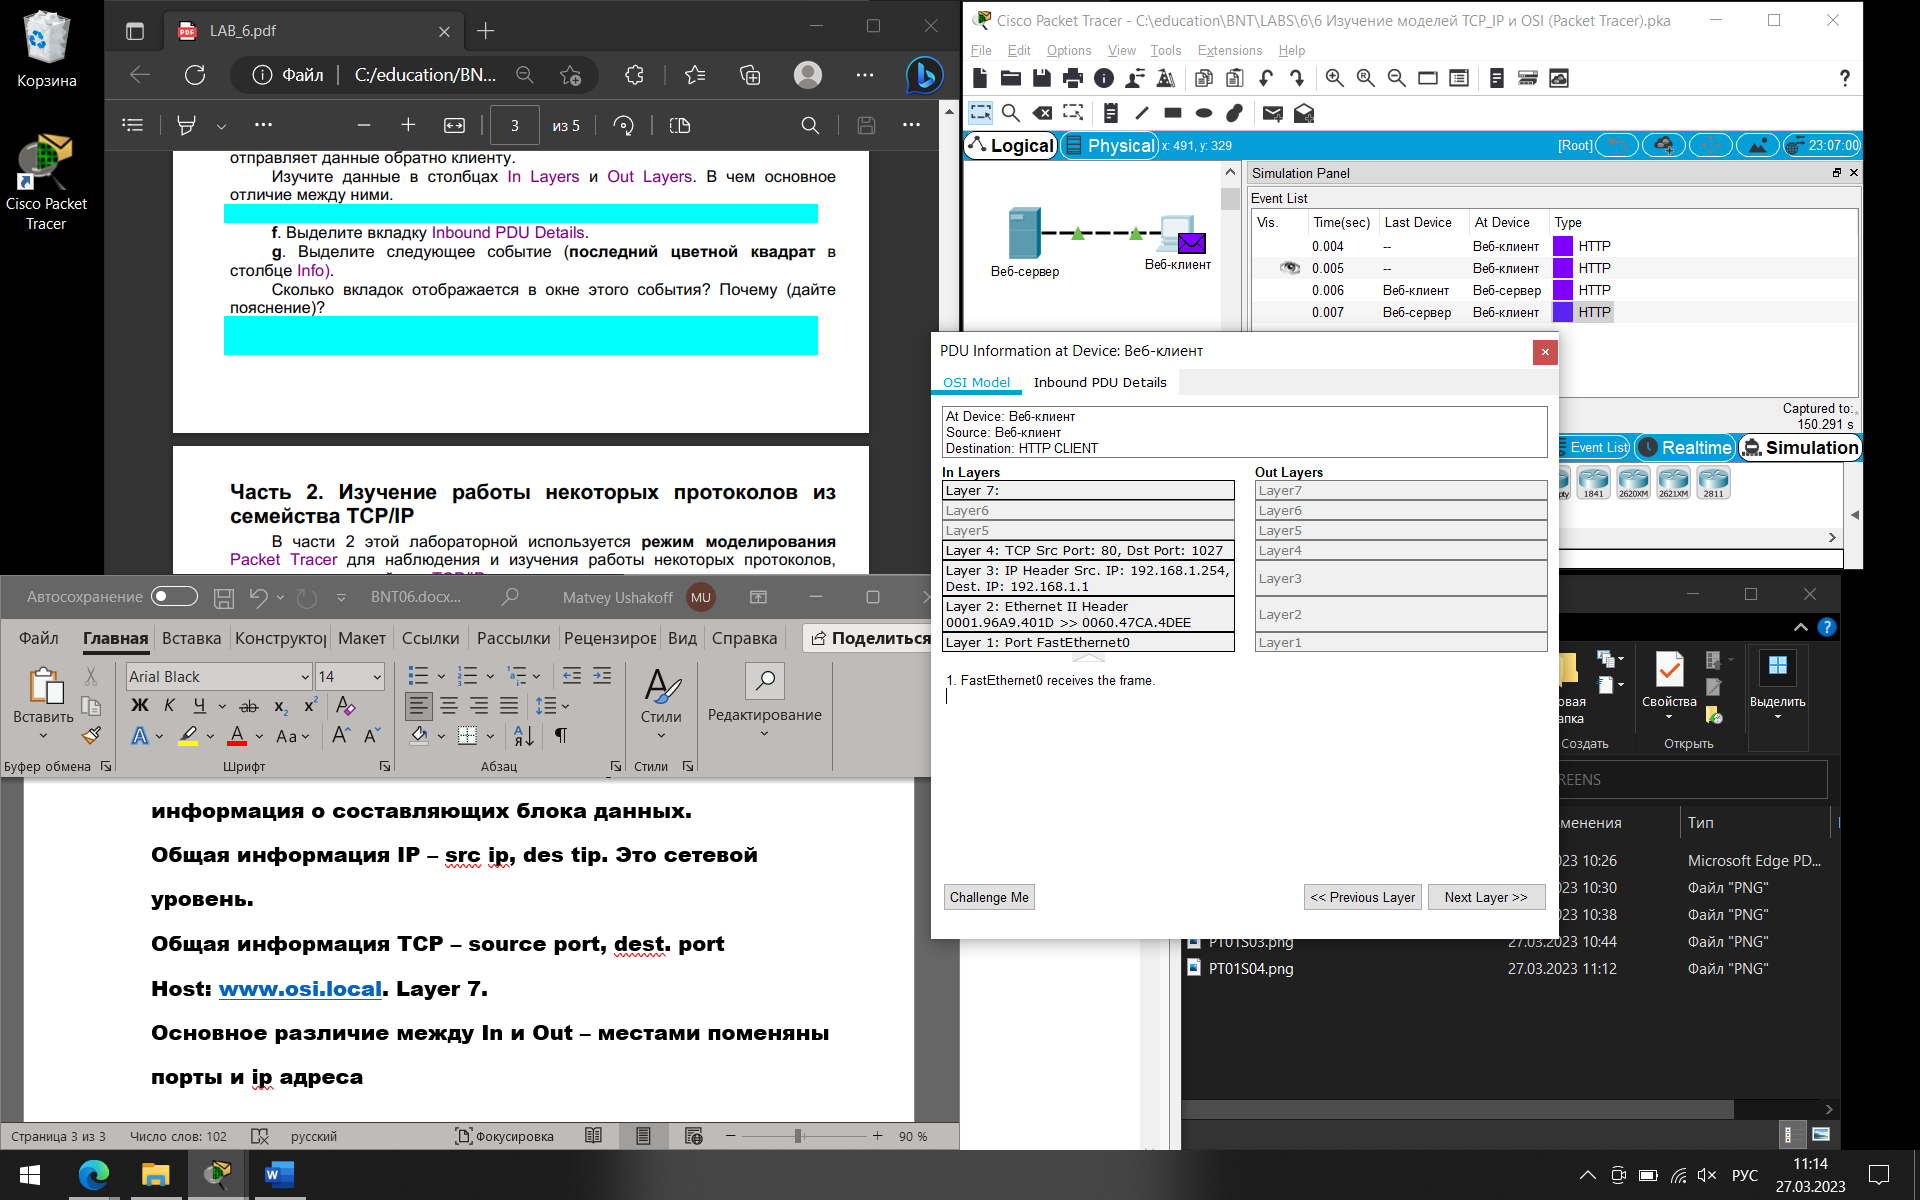 Корзина
Cisco Packet
Tracer
LAB_6.pdf
Файл
C:/education/BN...
3
из 5
отправляет данные обратно клиенту.
Изучите данные в столбцах In Layers и Out Layers. В чем основное
отличие между ними.
f. Выделите вкладку Inbound PDU Details.
g. Выделите следующее событие (последний цветной квадрат в
столбце Info).
Сколько вкладок отображается в окне этого события? Почему (дайте
пояснение)?
Часть 2. Изучение работы некоторых протоколов из
семейства TCP/IP
В части 2 этой лабораторной используется режим моделирования
Packet Tracer для наблюдения и изучения работы некоторых протоколов,
Cisco Packet Tracer - C:\education\BNT\LABS\6\6 Изучение моделей TCP_IP и OSI (Packet Tracer).pka
File Edit Options View Tools Extensions Help
?
Logical
Physical
x: 491, y: 329
[Root]
23:07:00
Веб-сервер
Веб-клиент
Simulation Panel
Event List
Vis. Time(sec) Last Device At Device Type
0.004 -- Веб-клиент HTTP
0.005 -- Веб-клиент HTTP
0.006 Веб-клиент Веб-сервер HTTP
0.007 Веб-сервер Веб-клиент HTTP
Captured to:
150.291 s
Event List
Realtime
Simulation
1841
2620XM
2621XM
2811
PDU Information at Device: Веб-клиент
OSI Model
Inbound PDU Details
At Device: Веб-клиент
Source: Веб-клиент
Destination: HTTP CLIENT
In Layers
Layer 7:
Layer6
Layer5
Layer 4: TCP Src Port: 80, Dst Port: 1027
Layer 3: IP Header Src. IP: 192.168.1.254,
Dest. IP: 192.168.1.1
Layer 2: Ethernet II Header
0001.96A9.401D >> 0060.47CA.4DEE
Layer 1: Port FastEthernet0
Out Layers
Layer7
Layer6
Layer5
Layer4
Layer3
Layer2
Layer1
1. FastEthernet0 receives the frame.
Challenge Me
<< Previous Layer
Next Layer >>
Автосохранение
BNT06.docx...
Matvey Ushakoff
MU
Файл Главная Вставка Конструктор Макет Ссылки Рассылки Рецензиров Вид Справка
Поделиться
Вставить
Arial Black
14
Ж К Ч ab x₂ x²
A A Aa A A
Стили
Редактирование
Буфер обмена
Шрифт
Абзац
Стили
информация о составляющих блока данных.
Общая информация IP – src ip, des tip. Это сетевой
уровень.
Общая информация TCP – source port, dest. port
Host: www.osi.local. Layer 7.
Основное различие между In и Out – местами поменяны
порты и ip адреса
Страница 3 из 3
Число слов: 102
русский
Фокусировка
90 %
Свойства
Выделить
Создать
Открыть
REENS
менения
Тип
023 10:26 Microsoft Edge PD...
023 10:30 Файл "PNG"
023 10:38 Файл "PNG"
PT01S03.png 27.03.2023 10:44 Файл "PNG"
PT01S04.png 27.03.2023 11:12 Файл "PNG"
РУС
11:14
27.03.2023